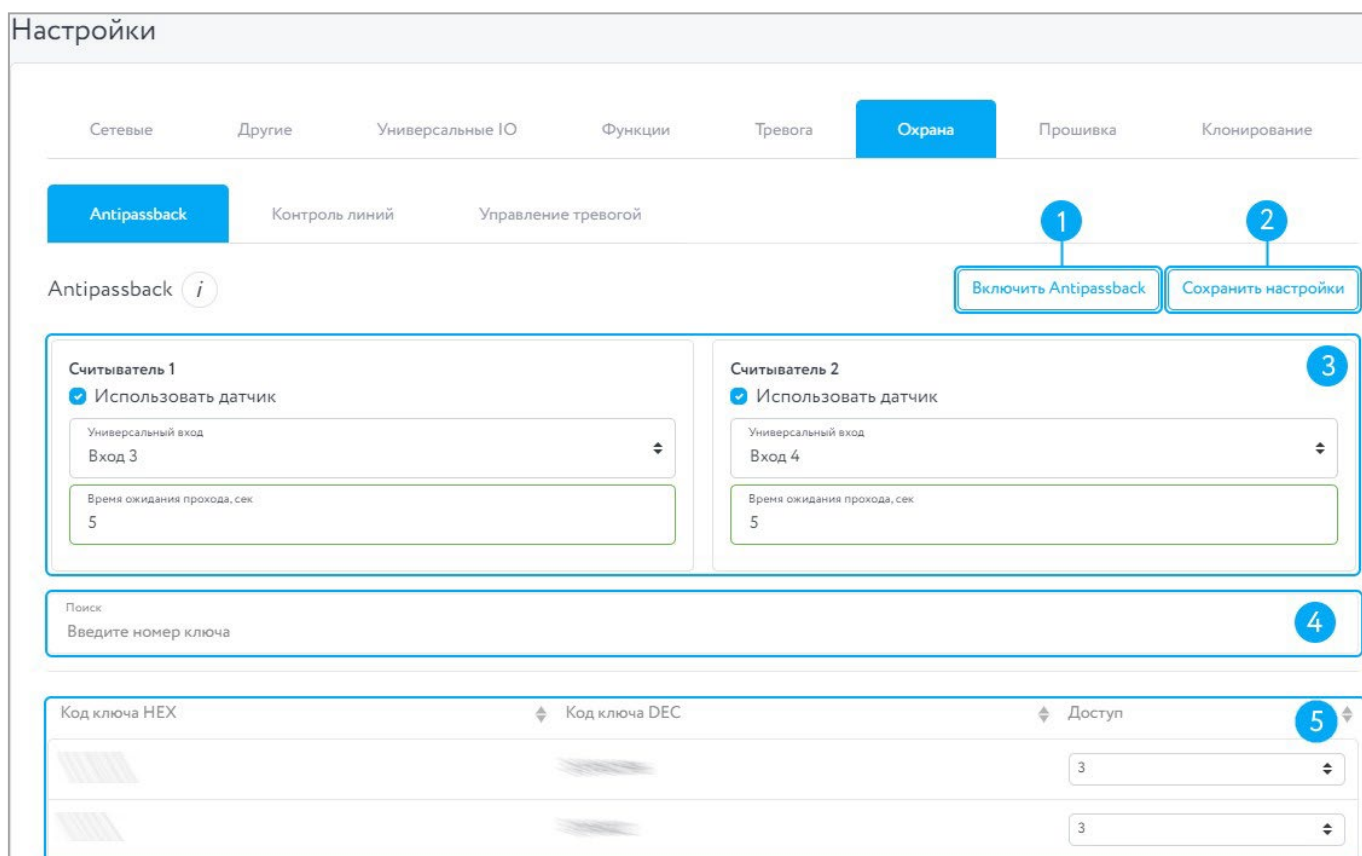 Настройки
Сетевые Другие Универсальные IO Функции Тревога Охрана Прошивка Клонирование
Antipassback Контроль линий Управление тревогой
1 2
Antipassback i Включить Antipassback Сохранить настройки
3
Считыватель 1 Считыватель 2
Использовать датчик Использовать датчик
Универсальный вход Универсальный вход
Вход 3 Вход 4
Время ожидания прохода, сек Время ожидания прохода, сек
5 5
Поиск
Введите номер ключа
4
Код ключа HEX Код ключа DEC Доступ 5
3
3